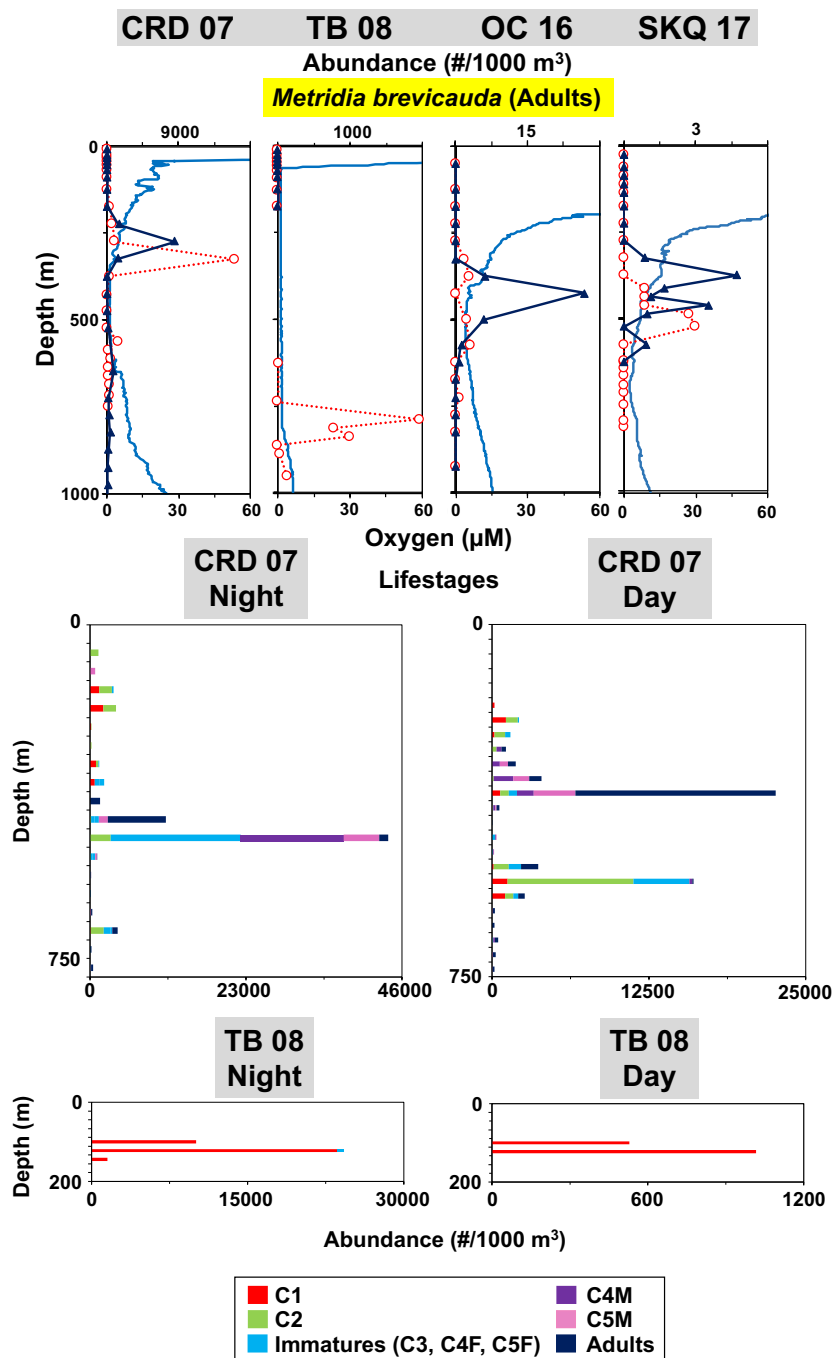 CRD 07 TB 08 OC 16 SKQ 17
Abundance (#/1000 m³)
Metridia brevicauda (Adults)
9000 1000 15 3
0
500
1000
Depth (m)
0 30 60 0 30 60 0 30 60 0 30 60
Oxygen (µM)
Lifestages
CRD 07
Night
0
750
Depth (m)
0 23000 46000
CRD 07
Day
0
750
0 12500 25000
TB 08
Night
0
200
Depth (m)
0 15000 30000
TB 08
Day
0
200
0 600 1200
Abundance (#/1000 m³)
C1 C4M
C2 C5M
Immatures (C3, C4F, C5F) Adults